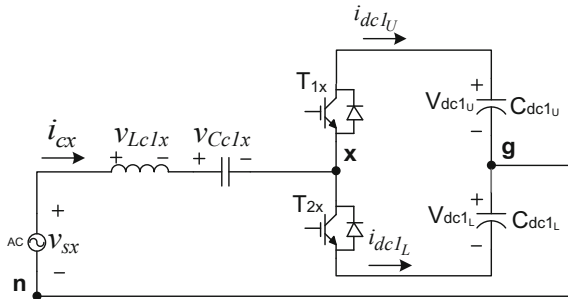 i_dc1_U
T_1x
+
V_dc1_U
C_dc1_U
−
i_cx
v_Lc1x
v_Cc1x
+ −
+ −
x
g
T_2x
+
V_dc1_L
C_dc1_L
−
i_dc1_L
+
AC
v_sx
−
n